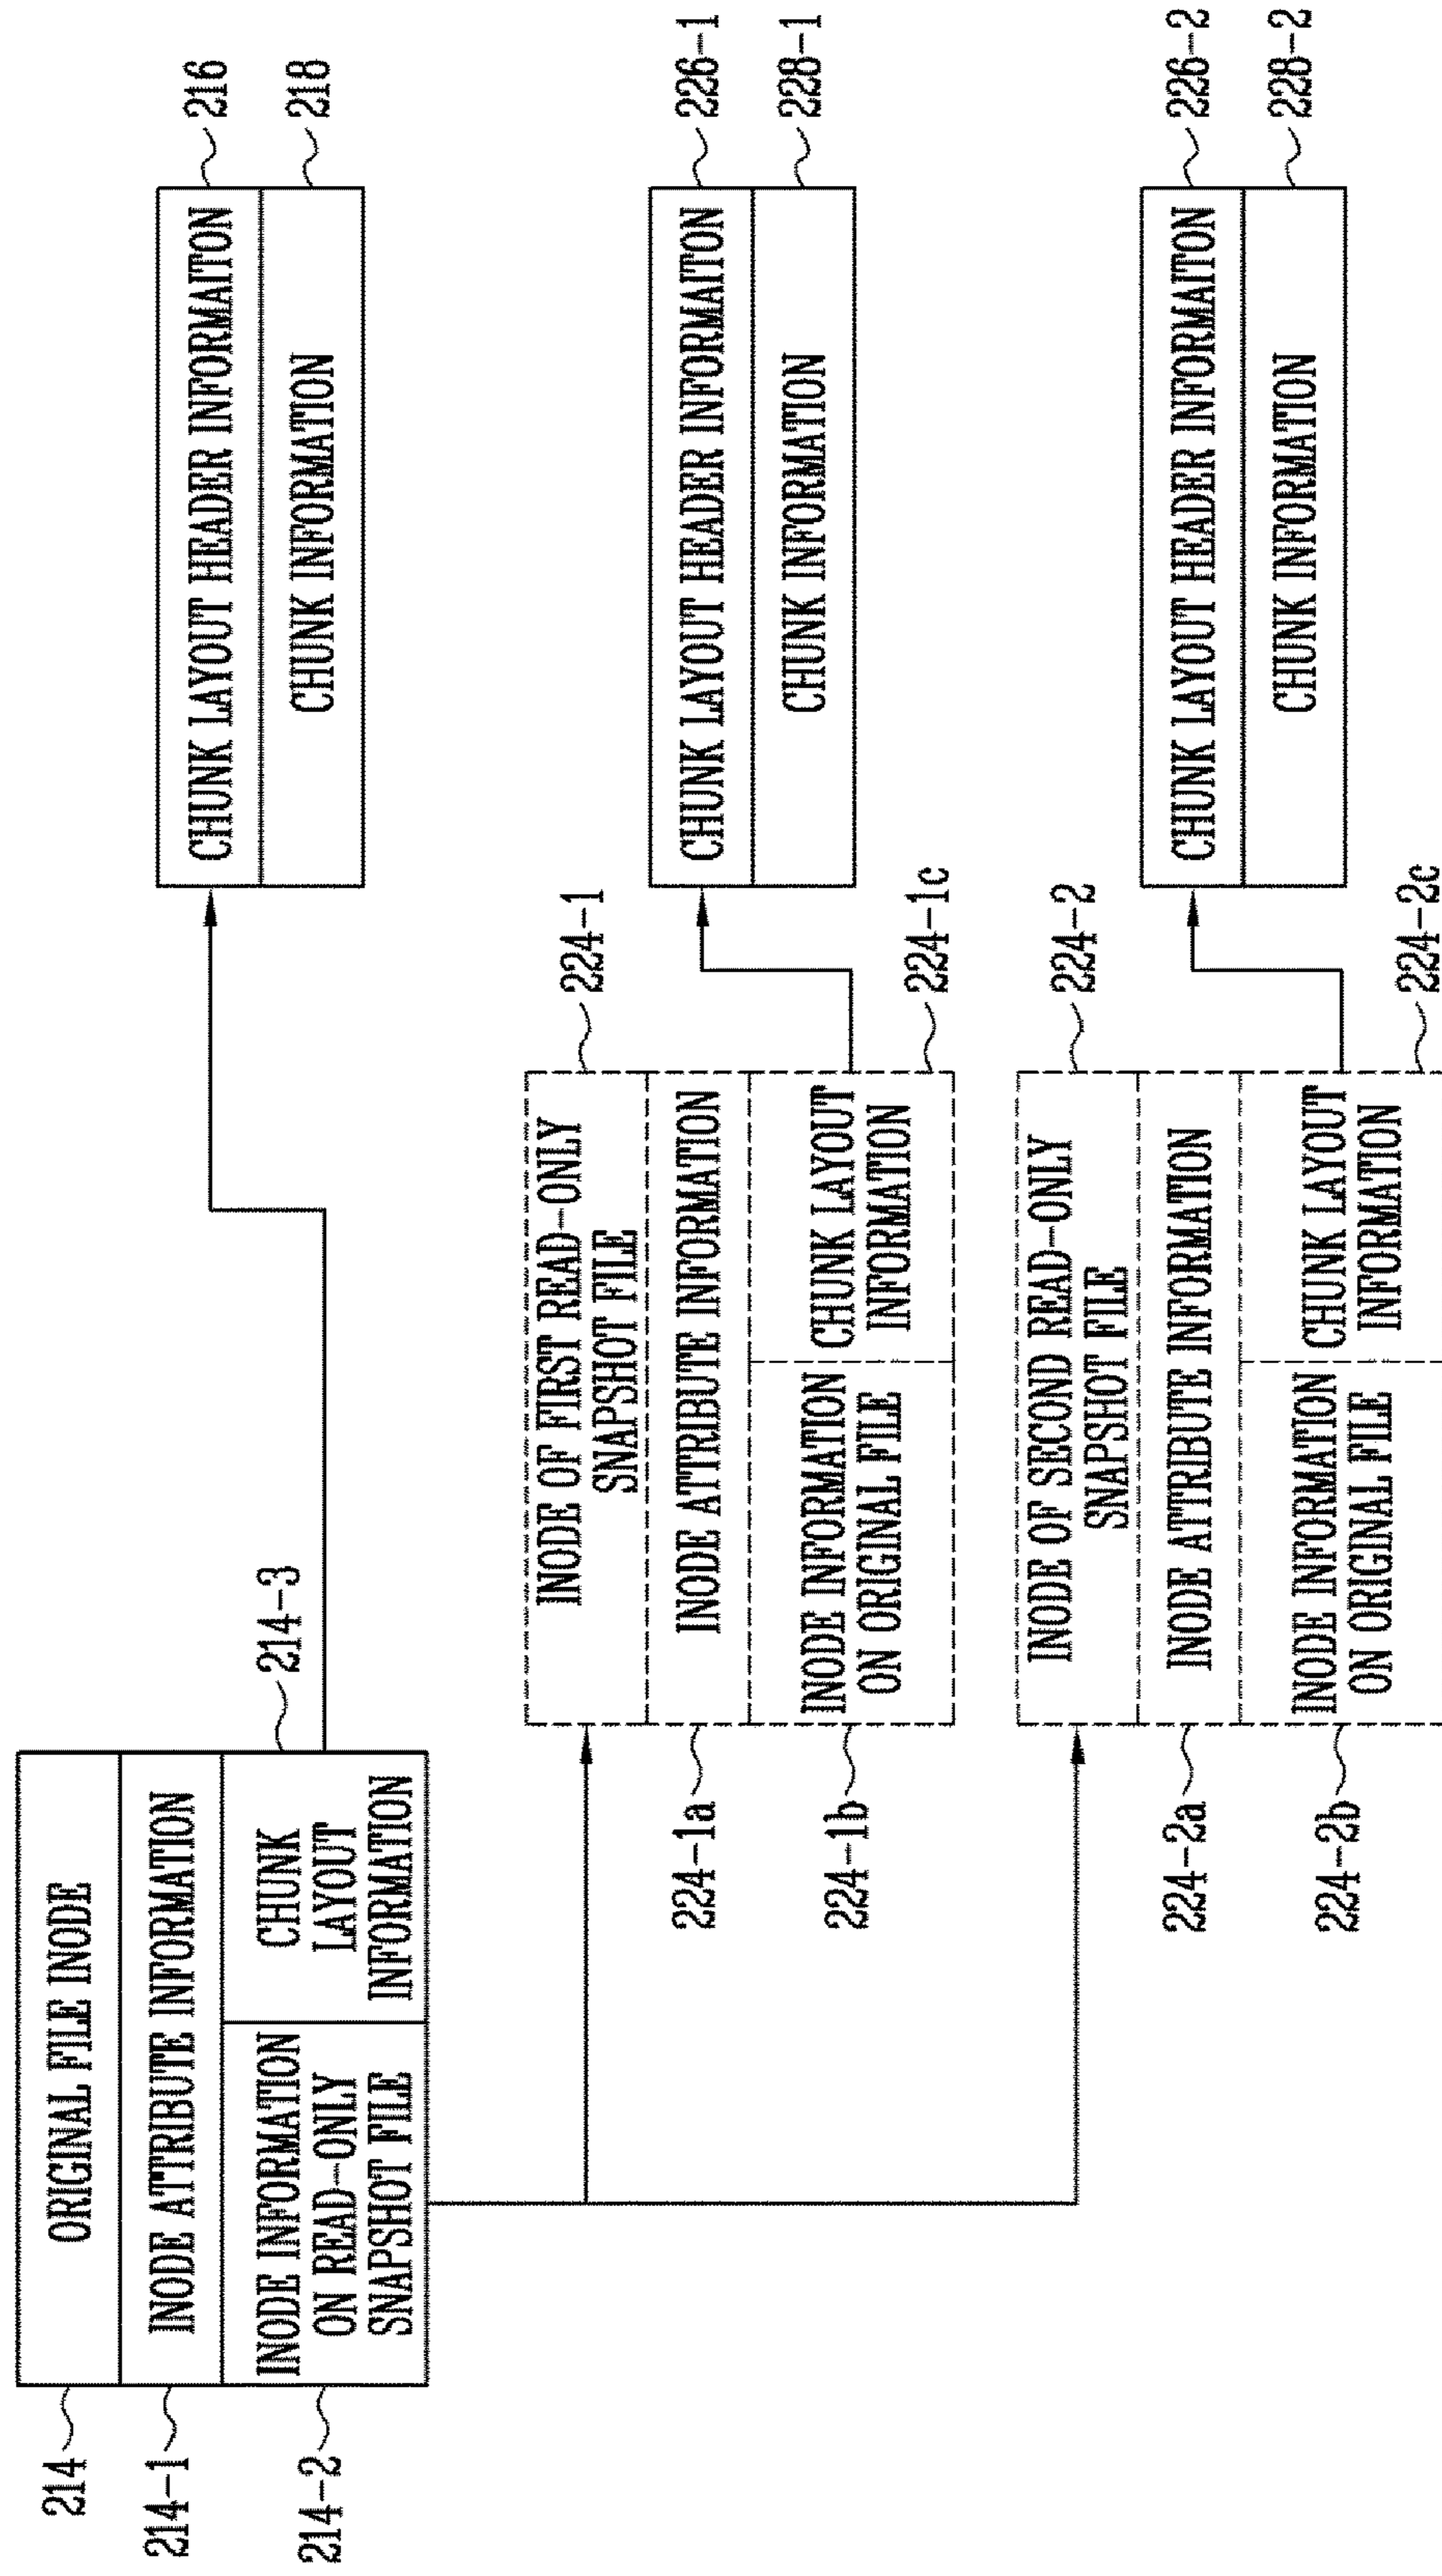 214
ORIGINAL FILE INODE
214-1
INODE ATTRIBUTE INFORMATION
214-2
INODE INFORMATION
ON READ-ONLY
SNAPSHOT FILE
CHUNK
LAYOUT
INFORMATION
214-3
CHUNK LAYOUT HEADER INFORMAITON
216
CHUNK INFORMATION
218
INODE OF FIRST READ-ONLY
SNAPSHOT FILE
224-1
224-1a
INODE ATTRIBUTE INFORMATION
224-1b
INODE INFORMATION
ON ORIGINAL FILE
CHUNK LAYOUT
INFORMATION
224-1c
CHUNK LAYOUT HEADER INFORMAITON
226-1
CHUNK INFORMATION
228-1
INODE OF SECOND READ-ONLY
SNAPSHOT FILE
224-2
224-2a
INODE ATTRIBUTE INFORMATION
224-2b
INODE INFORMATION
ON ORIGINAL FILE
CHUNK LAYOUT
INFORMATION
224-2c
CHUNK LAYOUT HEADER INFORMAITON
226-2
CHUNK INFORMATION
228-2